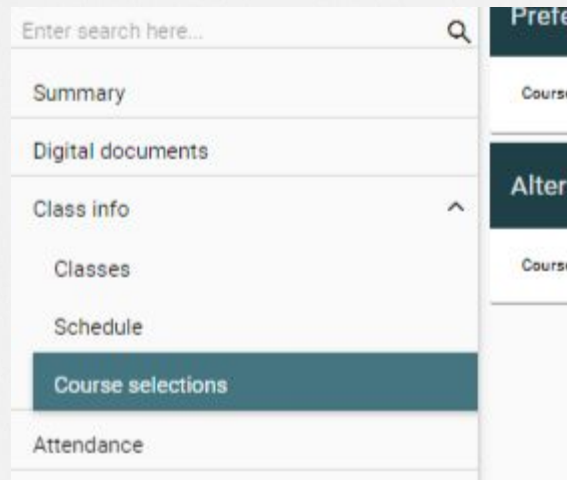 Enter search here...
Summary
Digital documents
Class info
Classes
Schedule
Course selections
Attendance